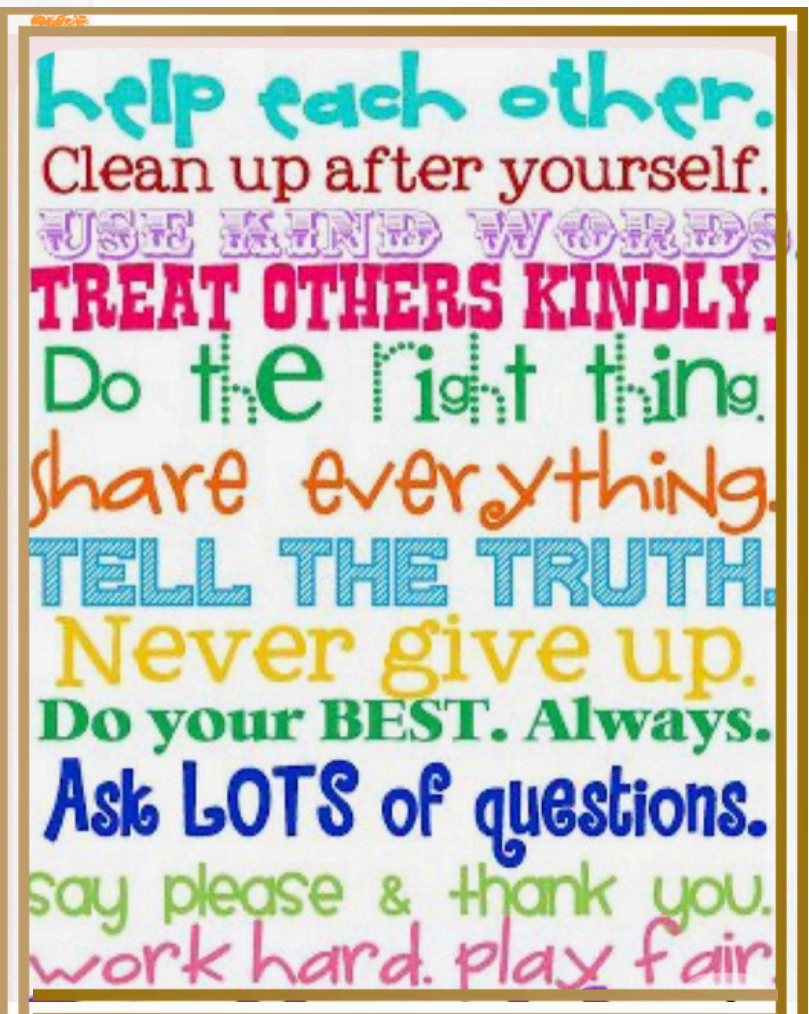 help each other.
Clean up after yourself.
USE KIND WORDS.
TREAT OTHERS KINDLY.
Do the right thing.
share everything.
TELL THE TRUTH.
Never give up.
Do your BEST. Always.
Ask LOTS of questions.
say please & thank you.
work hard. play fair.